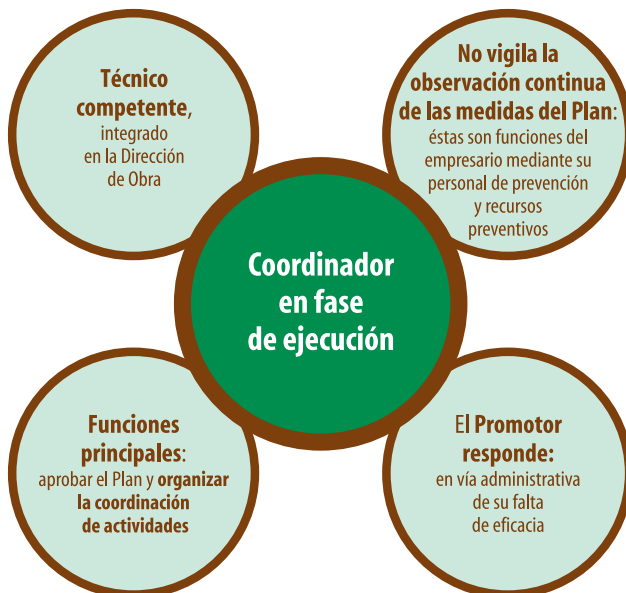 Técnico
competente,
integrado
en la Dirección
de Obra
No vigila la
observación continua
de las medidas del Plan:
éstas son funciones del
empresario mediante su
personal de prevención
y recursos
preventivos
Coordinador
en fase
de ejecución
Funciones
principales:
aprobar el Plan y organizar
la coordinación
de actividades
El Promotor
responde:
en vía administrativa
de su falta
de eficacia